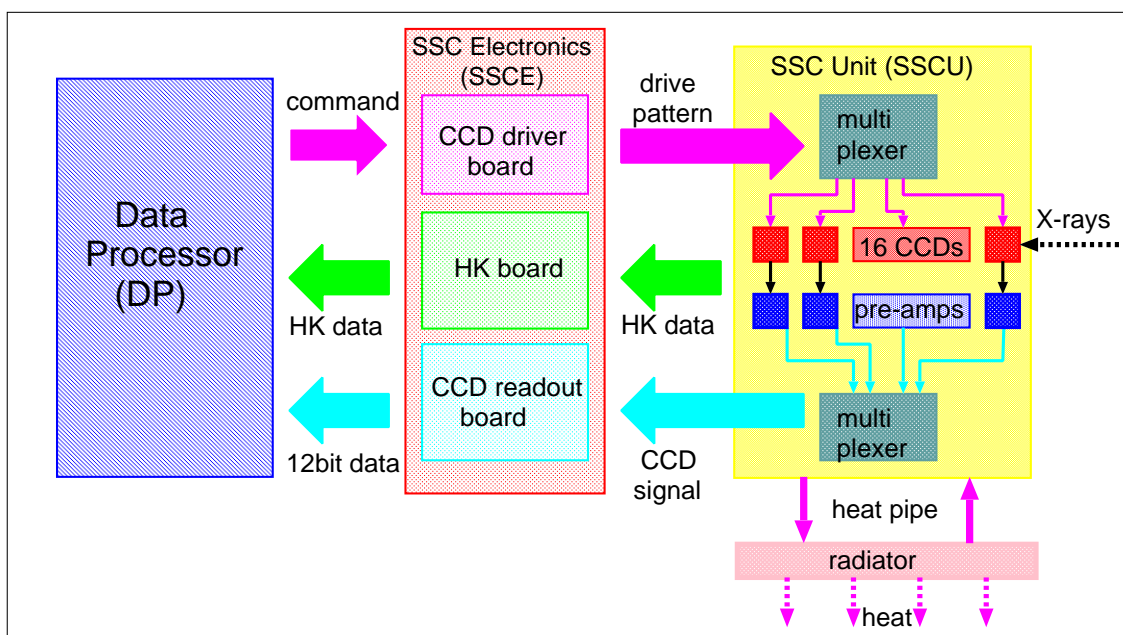 Data
Processor
(DP)
command
HK data
12bit data
SSC Electronics
(SSCE)
CCD driver
board
HK board
CCD readout
board
drive
pattern
HK data
CCD
signal
SSC Unit (SSCU)
multi
plexer
16 CCDs
X-rays
pre-amps
multi
plexer
heat pipe
radiator
heat